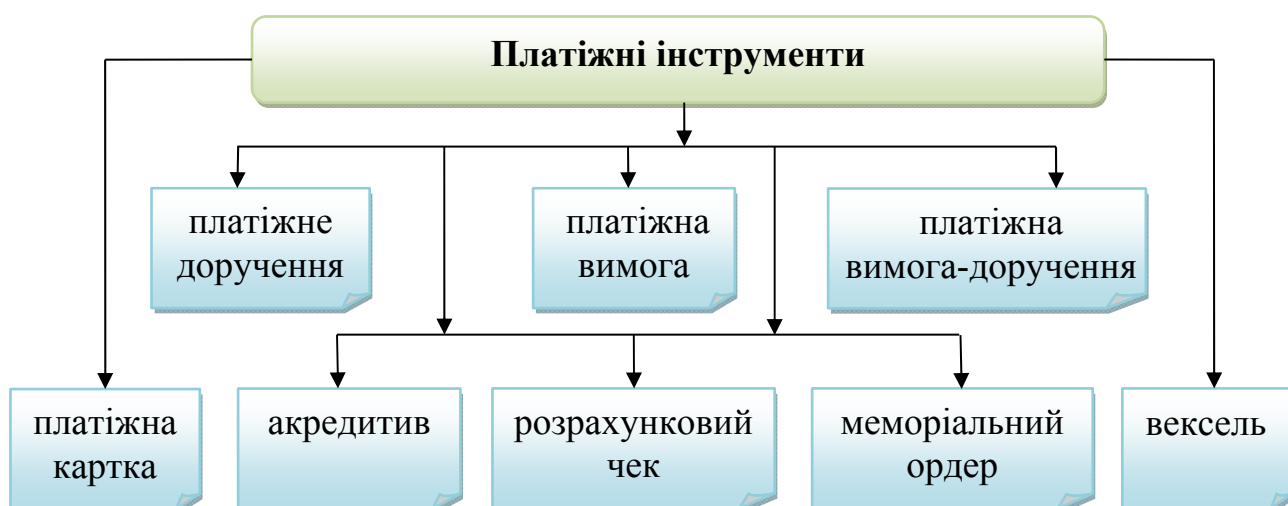 Платіжні інструменти
платіжне
доручення
платіжна
вимога
платіжна
вимога-доручення
платіжна
картка
акредитив
розрахунковий
чек
меморіальний
ордер
вексель